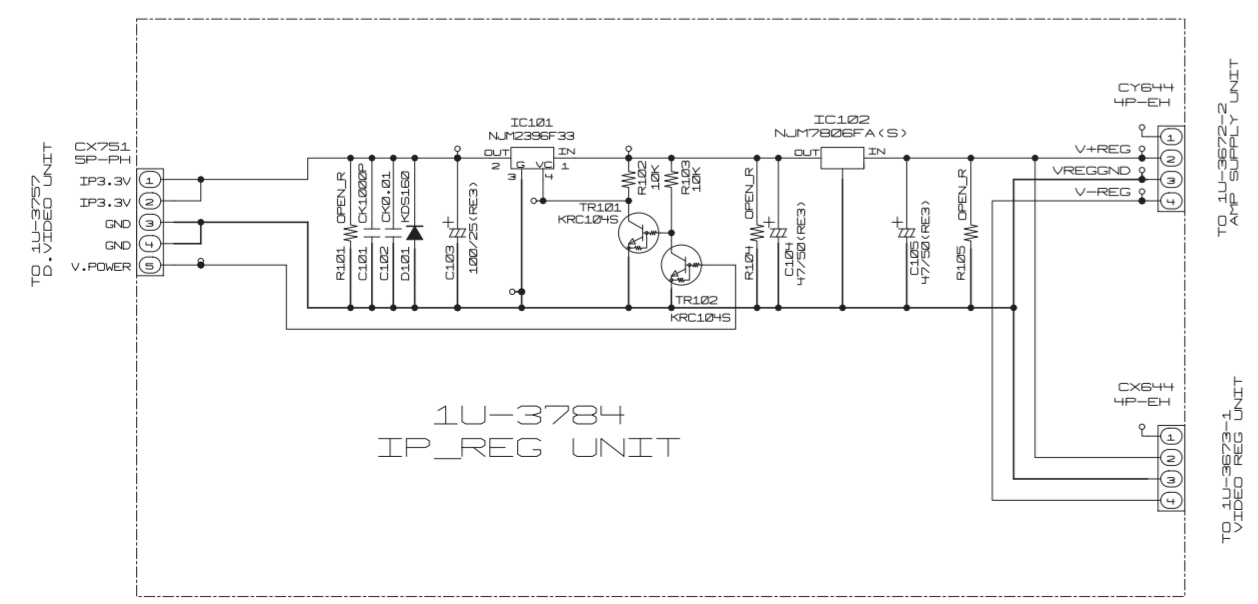 CY644
4P-EH
1
V+REG 2
VREGGND 3
V-REG 4
TO 1U-3672-2
AMP SUPPLY UNIT
IC101
NJM2396F33
OUT IN
2 G VC 1
3 4
IC102
NJM7806FA(S)
OUT IN
CX751
5P-PH
IP3.3V 1
IP3.3V 2
GND 3
GND 4
V.POWER 5
TO 1U-3757
D.VIDEO UNIT
R101 OPEN_R
C101 CK1000P
C102 CK0.01
D101 KDS160
C103 + 100/25(RE3)
R102 10K
R103 10K
TR101
KRC104S
TR102
KRC104S
R104 OPEN_R
C104 + 47/50(RE3)
C105 + 47/50(RE3)
R105 OPEN_R
1U-3784
IP_REG UNIT
CX644
4P-EH
1
2
3
4
TO 1U-3673-1
VIDEO REG UNIT